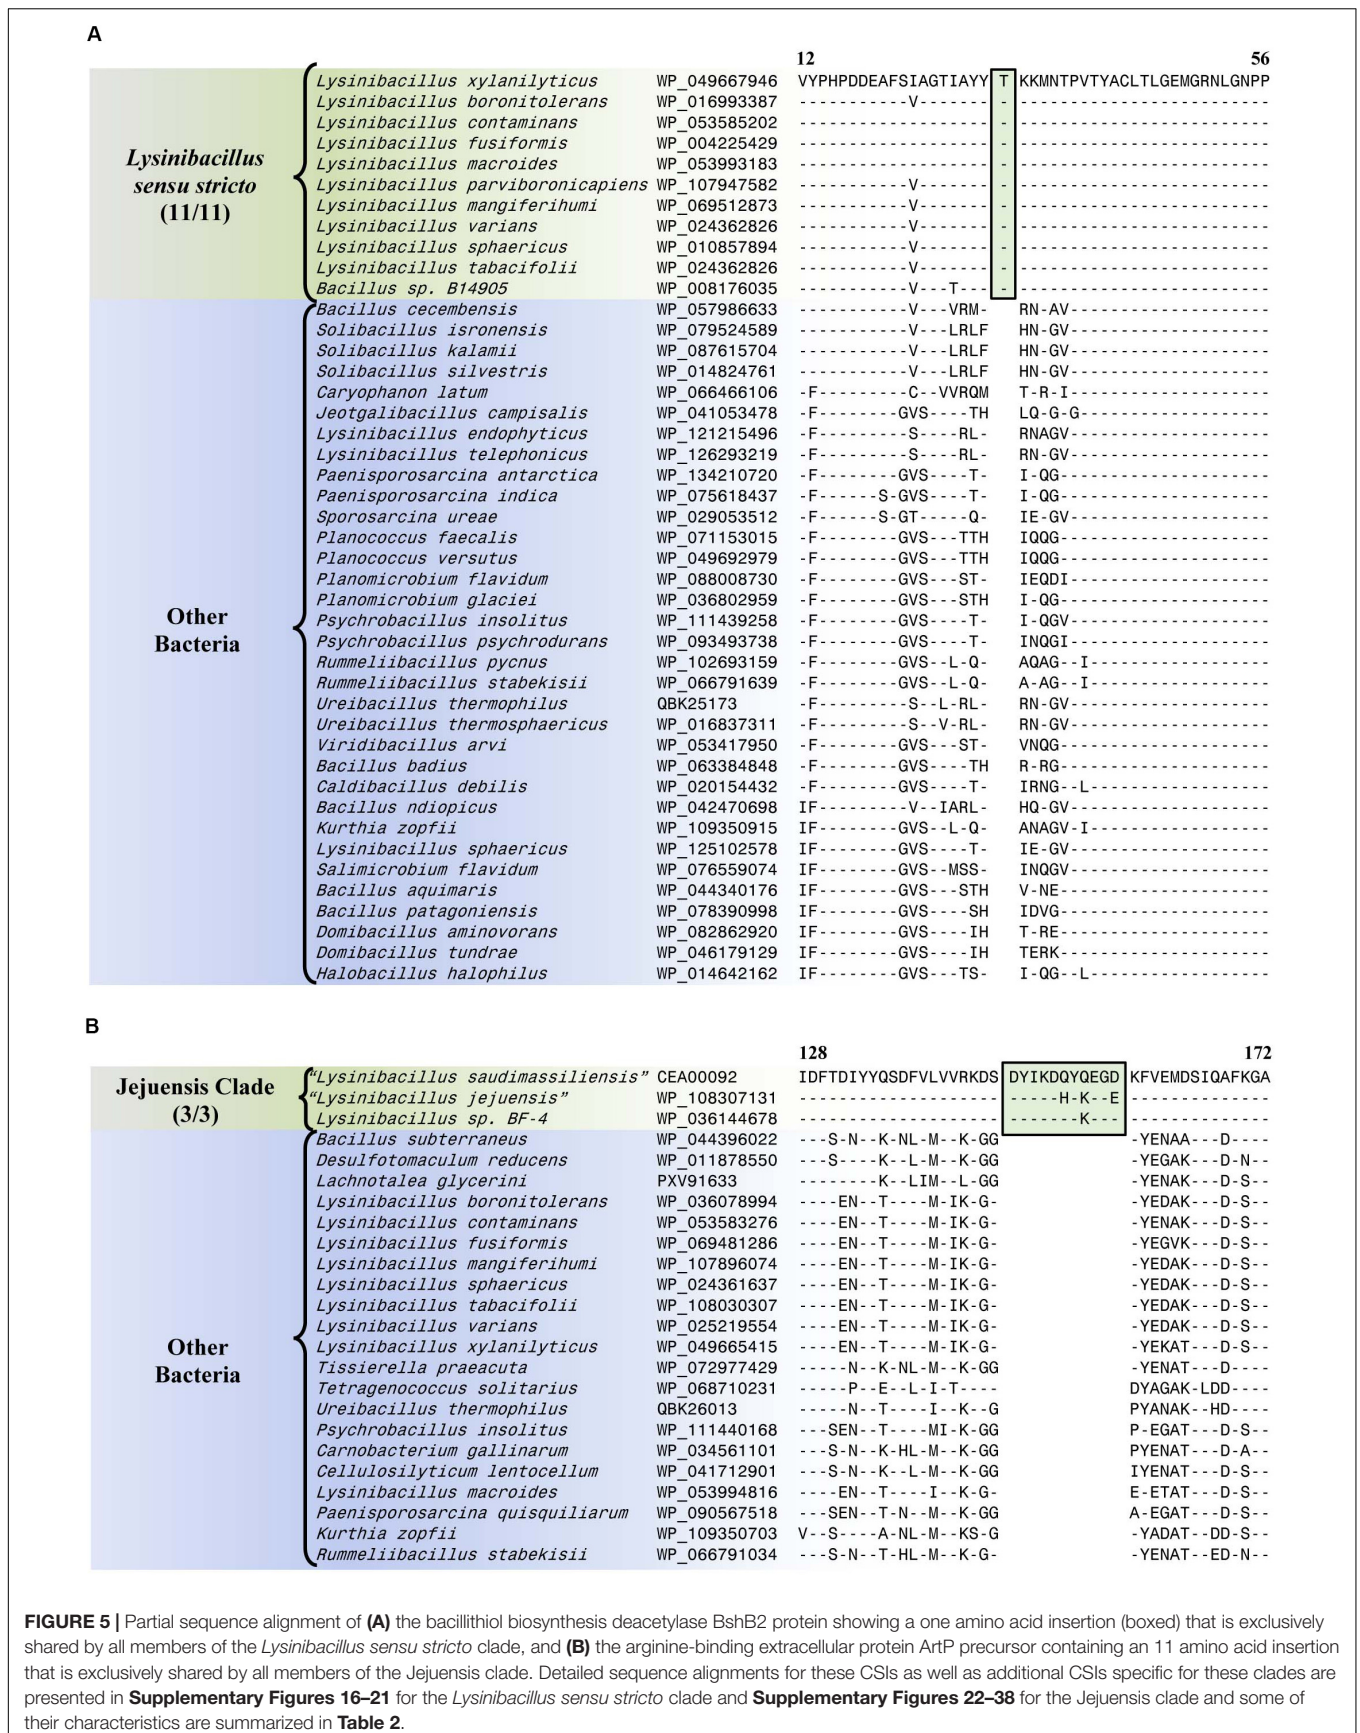 A
12 56
Lysinibacillus xylanilyticus WP_049667946 VYPHPDDEAFSIAGTIAYY T KKMNTPVTYACLTLGEMGRNLGNPP
Lysinibacillus boronitolerans WP_016993387 -----------V------- - -------------------------
Lysinibacillus contaminans WP_053585202 ------------------- - -------------------------
Lysinibacillus fusiformis WP_004225429 ------------------- - -------------------------
Lysinibacillus macroides WP_053993183 ------------------- - -------------------------
Lysinibacillus parviboronicapiens WP_107947582 -----------V------- - -------------------------
Lysinibacillus mangiferihumi WP_069512873 -----------V------- - -------------------------
Lysinibacillus varians WP_024362826 -----------V------- - -------------------------
Lysinibacillus sphaericus WP_010857894 -----------V------- - -------------------------
Lysinibacillus tabacifolii WP_024362826 -----------V------- - -------------------------
Bacillus sp. B14905 WP_008176035 -----------V---T--- - -------------------------
Lysinibacillus
sensu stricto
(11/11)
Bacillus cecembensis WP_057986633 -----------V---VRM- RN-AV--------------------
Solibacillus isronensis WP_079524589 -----------V---LRLF HN-GV--------------------
Solibacillus kalamii WP_087615704 -----------V---LRLF HN-GV--------------------
Solibacillus silvestris WP_014824761 -----------V---LRLF HN-GV--------------------
Caryophanon latum WP_066466106 -F---------C--VVRQM T-R-I--------------------
Jeotgalibacillus campisalis WP_041053478 -F--------GVS----TH LQ-G-G-------------------
Lysinibacillus endophyticus WP_121215496 -F---------S----RL- RNAGV--------------------
Lysinibacillus telephonicus WP_126293219 -F---------S----RL- RN-GV--------------------
Paenisporosarcina antarctica WP_134210720 -F--------GVS----T- I-QG---------------------
Paenisporosarcina indica WP_075618437 -F------S-GVS----T- I-QG---------------------
Sporosarcina ureae WP_029053512 -F------S-GT-----Q- IE-GV--------------------
Planococcus faecalis WP_071153015 -F--------GVS---TTH IQQG---------------------
Planococcus versutus WP_049692979 -F--------GVS---TTH IQQG---------------------
Planomicrobium flavidum WP_088008730 -F--------GVS---ST- IEQDI--------------------
Planomicrobium glaciei WP_036802959 -F--------GVS---STH I-QG---------------------
Psychrobacillus insolitus WP_111439258 -F--------GVS----T- I-QGV--------------------
Psychrobacillus psychrodurans WP_093493738 -F--------GVS----T- INQGI--------------------
Rummeliibacillus pycnus WP_102693159 -F--------GVS--L-Q- AQAG--I------------------
Rummeliibacillus stabekisii WP_066791639 -F--------GVS--L-Q- A-AG--I------------------
Ureibacillus thermophilus QBK25173 -F---------S--L-RL- RN-GV--------------------
Ureibacillus thermosphaericus WP_016837311 -F---------S--V-RL- RN-GV--------------------
Viridibacillus arvi WP_053417950 -F--------GVS---ST- VNQG---------------------
Bacillus badius WP_063384848 -F--------GVS----TH R-RG---------------------
Caldibacillus debilis WP_020154432 -F--------GVS----T- IRNG--L------------------
Bacillus ndiopicus WP_042470698 IF---------V--IARL- HQ-GV--------------------
Kurthia zopfii WP_109350915 IF--------GVS--L-Q- ANAGV-I------------------
Lysinibacillus sphaericus WP_125102578 IF--------GVS----T- IE-GV--------------------
Salimicrobium flavidum WP_076559074 IF--------GVS--MSS- INQGV--------------------
Bacillus aquimaris WP_044340176 IF--------GVS---STH V-NE---------------------
Bacillus patagoniensis WP_078390998 IF--------GVS----SH IDVG---------------------
Domibacillus aminovorans WP_082862920 IF--------GVS----IH T-RE---------------------
Domibacillus tundrae WP_046179129 IF--------GVS----IH TERK---------------------
Halobacillus halophilus WP_014642162 IF--------GVS---TS- I-QG--L------------------
Other
Bacteria
B
128 172
"Lysinibacillus saudimassiliensis" CEA00092 IDFTDIYYQSDFVLVVRKDS DYIKDQYQEGD KFVEMDSIQAFKGA
"Lysinibacillus jejuensis" WP_108307131 -------------------- -----H-K--E --------------
Lysinibacillus sp. BF-4 WP_036144678 -------------------- -------K--- --------------
Jejuensis Clade
(3/3)
Bacillus subterraneus WP_044396022 ---S-N--K-NL-M--K-GG -YENAA---D----
Desulfotomaculum reducens WP_011878550 ---S----K--L-M--K-GG -YEGAK---D-N--
Lachnotalea glycerini PXV91633 --------K--LIM--L-GG -YENAK---D-S--
Lysinibacillus boronitolerans WP_036078994 ----EN--T----M-IK-G- -YEDAK---D-S--
Lysinibacillus contaminans WP_053583276 ----EN--T----M-IK-G- -YENAK---D-S--
Lysinibacillus fusiformis WP_069481286 ----EN--T----M-IK-G- -YEGVK---D-S--
Lysinibacillus mangiferihumi WP_107896074 ----EN--T----M-IK-G- -YEDAK---D-S--
Lysinibacillus sphaericus WP_024361637 ----EN--T----M-IK-G- -YEDAK---D-S--
Lysinibacillus tabacifolii WP_108030307 ----EN--T----M-IK-G- -YEDAK---D-S--
Lysinibacillus varians WP_025219554 ----EN--T----M-IK-G- -YEDAK---D-S--
Lysinibacillus xylanilyticus WP_049665415 ----EN--T----M-IK-G- -YEKAT---D-S--
Tissierella praeacuta WP_072977429 -----N--K-NL-M--K-GG -YENAT---D----
Tetragenococcus solitarius WP_068710231 -----P--E--L-I-T---- DYAGAK-LDD----
Ureibacillus thermophilus QBK26013 -----N--T----I--K--G PYANAK--HD----
Psychrobacillus insolitus WP_111440168 ---SEN--T----MI-K-GG P-EGAT---D-S--
Carnobacterium gallinarum WP_034561101 ---S-N--K-HL-M--K-GG PYENAT---D-A--
Cellulosilyticum lentocellum WP_041712901 ---S-N--K--L-M--K-GG IYENAT---D-S--
Lysinibacillus macroides WP_053994816 ----EN--T----I--K-G- E-ETAT---D-S--
Paenisporosarcina quisquiliarum WP_090567518 ---SEN--T-N--M--K-GG A-EGAT---D-S--
Kurthia zopfii WP_109350703 V--S----A-NL-M--KS-G -YADAT---DD-S--
Rummeliibacillus stabekisii WP_066791034 ---S-N--T-HL-M--K-G- -YENAT---ED-N--
Other
Bacteria
FIGURE 5 | Partial sequence alignment of (A) the bacillithiol biosynthesis deacetylase BshB2 protein showing a one amino acid insertion (boxed) that is exclusively
shared by all members of the Lysinibacillus sensu stricto clade, and (B) the arginine-binding extracellular protein ArtP precursor containing an 11 amino acid insertion
that is exclusively shared by all members of the Jejuensis clade. Detailed sequence alignments for these CSIs as well as additional CSIs specific for these clades are
presented in Supplementary Figures 16–21 for the Lysinibacillus sensu stricto clade and Supplementary Figures 22–38 for the Jejuensis clade and some of
their characteristics are summarized in Table 2.